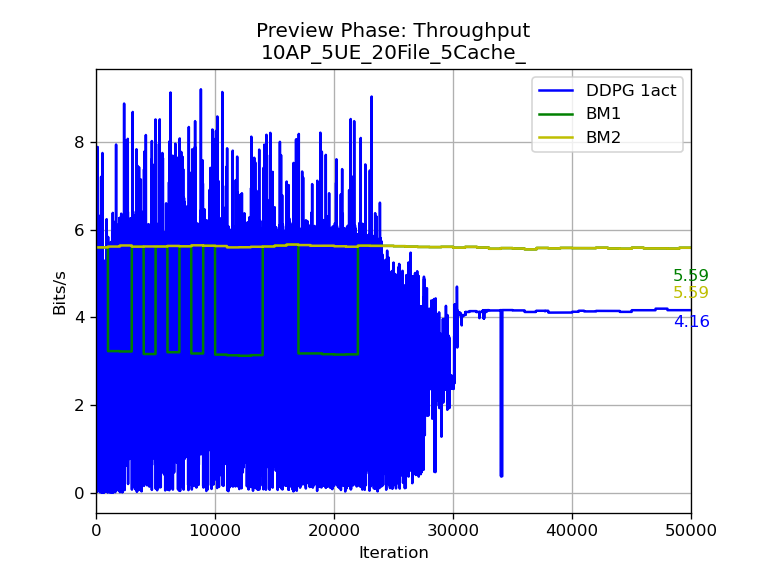 Preview Phase: Throughput
10AP_5UE_20File_5Cache_
DDPG 1act
BM1
BM2
8
6
4
2
0
Bits/s
5.59
5.59
4.16
0
10000
20000
30000
40000
50000
Iteration